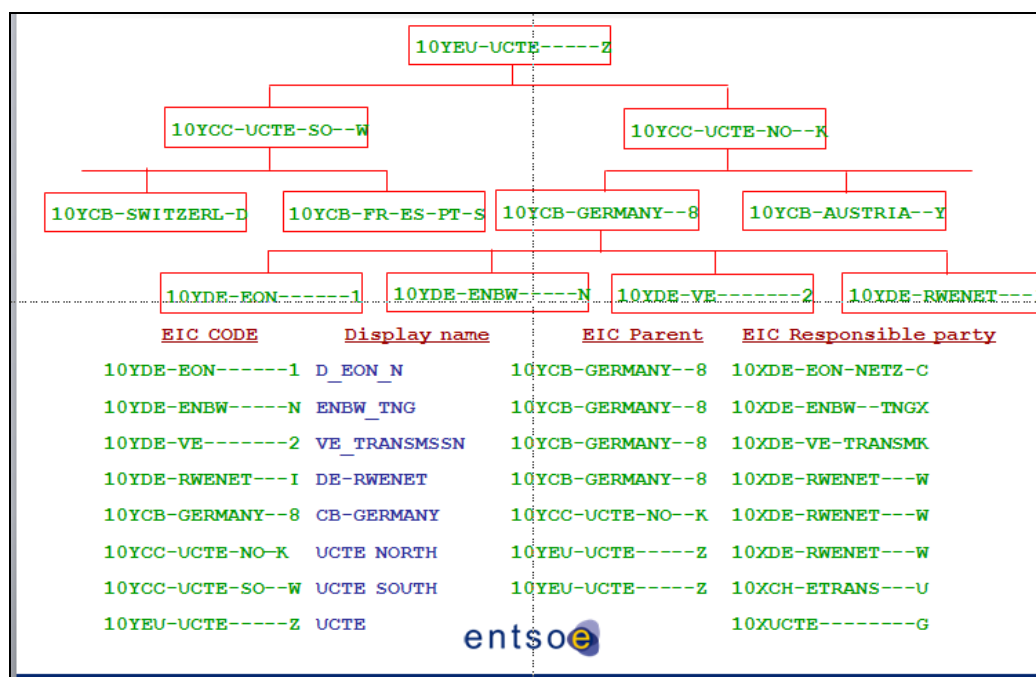 10YEU-UCTE-----Z
10YCC-UCTE-SO--W 10YCC-UCTE-NO--K
10YCB-SWITZERL-D 10YCB-FR-ES-PT-S 10YCB-GERMANY--8 10YCB-AUSTRIA--Y
10YDE-EON------1 10YDE-ENBW-----N 10YDE-VE-------2 10YDE-RWENET---
EIC CODE Display name EIC Parent EIC Responsible party
10YDE-EON------1 D_EON_N 10YCB-GERMANY--8 10XDE-EON-NETZ-C
10YDE-ENBW-----N ENBW_TNG 10YCB-GERMANY--8 10XDE-ENBW--TNGX
10YDE-VE-------2 VE_TRANSMSSN 10YCB-GERMANY--8 10XDE-VE-TRANSMK
10YDE-RWENET---I DE-RWENET 10YCB-GERMANY--8 10XDE-RWENET---W
10YCB-GERMANY--8 CB-GERMANY 10YCC-UCTE-NO--K 10XDE-RWENET---W
10YCC-UCTE-NO–K UCTE NORTH 10YEU-UCTE-----Z 10XDE-RWENET---W
10YCC-UCTE-SO--W UCTE SOUTH 10YEU-UCTE-----Z 10XCH-ETRANS---U
10YEU-UCTE-----Z UCTE 10XUCTE--------G
entsoe